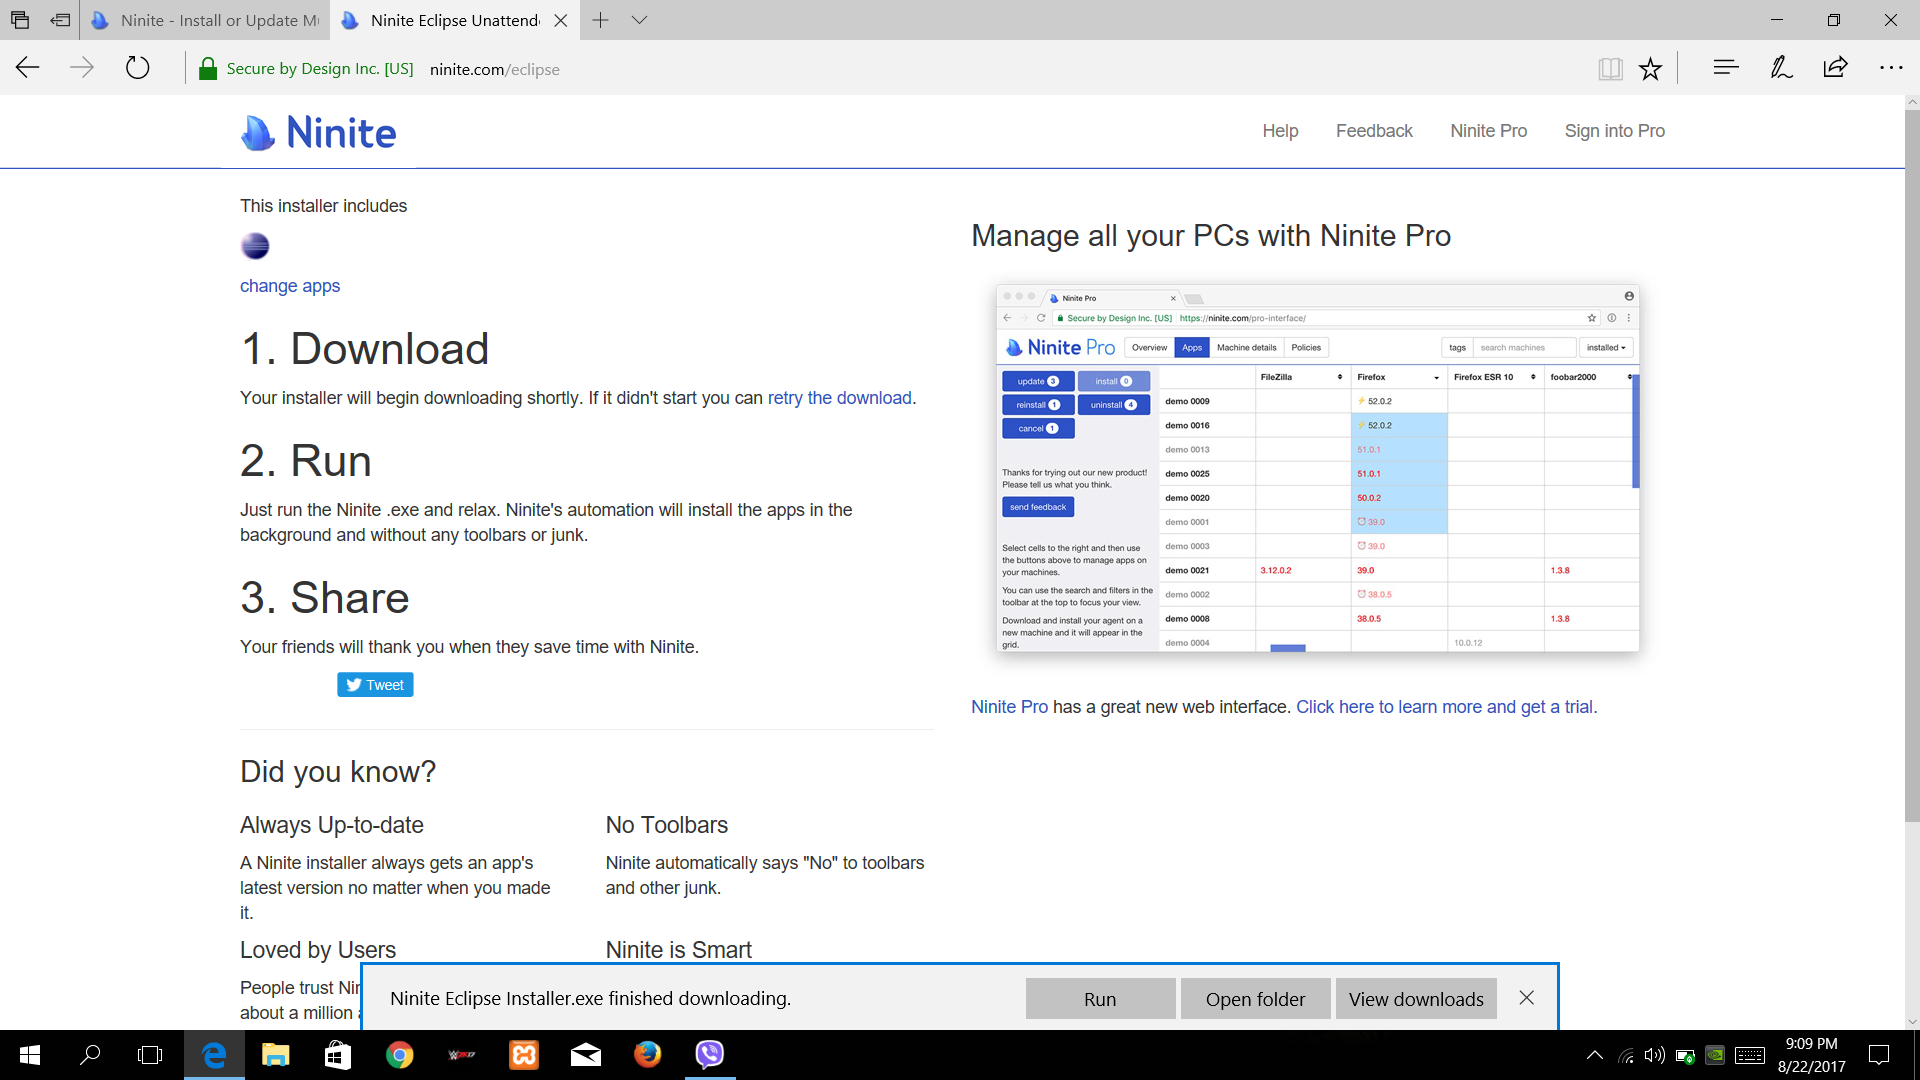 Ninite - Install or Update Mu
Ninite Eclipse Unattend
Secure by Design Inc. [US]
ninite.com/eclipse
Ninite
Help
Feedback
Ninite Pro
Sign into Pro
This installer includes
change apps
1. Download
Your installer will begin downloading shortly. If it didn't start you can retry the download.
2. Run
Just run the Ninite .exe and relax. Ninite's automation will install the apps in the
background and without any toolbars or junk.
3. Share
Your friends will thank you when they save time with Ninite.
Tweet
Manage all your PCs with Ninite Pro
Ninite Pro
Secure by Design Inc. [US] https://ninite.com/pro-interface/
Ninite Pro
Overview
Apps
Machine details
Policies
tags
search machines
installed
update 3
install 0
reinstall 1
uninstall 4
cancel 1
Thanks for trying out our new product!
Please tell us what you think.
send feedback
Select cells to the right and then use
the buttons above to manage apps on
your machines.
You can use the search and filters in the
toolbar at the top to focus your view.
Download and install your agent on a
new machine and it will appear in the
grid.
FileZilla Firefox Firefox ESR 10 foobar2000
demo 0009 52.0.2
demo 0016 52.0.2
demo 0013 51.0.1
demo 0025 51.0.1
demo 0020 50.0.2
demo 0001 39.0
demo 0003 39.0
demo 0021 3.12.0.2 39.0 1.3.8
demo 0002 38.0.5
demo 0008 38.0.5 1.3.8
demo 0004 10.0.12
Ninite Pro has a great new web interface. Click here to learn more and get a trial.
Did you know?
Always Up-to-date
A Ninite installer always gets an app's
latest version no matter when you made
it.
No Toolbars
Ninite automatically says "No" to toolbars
and other junk.
Loved by Users
People trust Nin
about a million a
Ninite is Smart
Ninite Eclipse Installer.exe finished downloading.
Run
Open folder
View downloads
W2K17
9:09 PM
8/22/2017